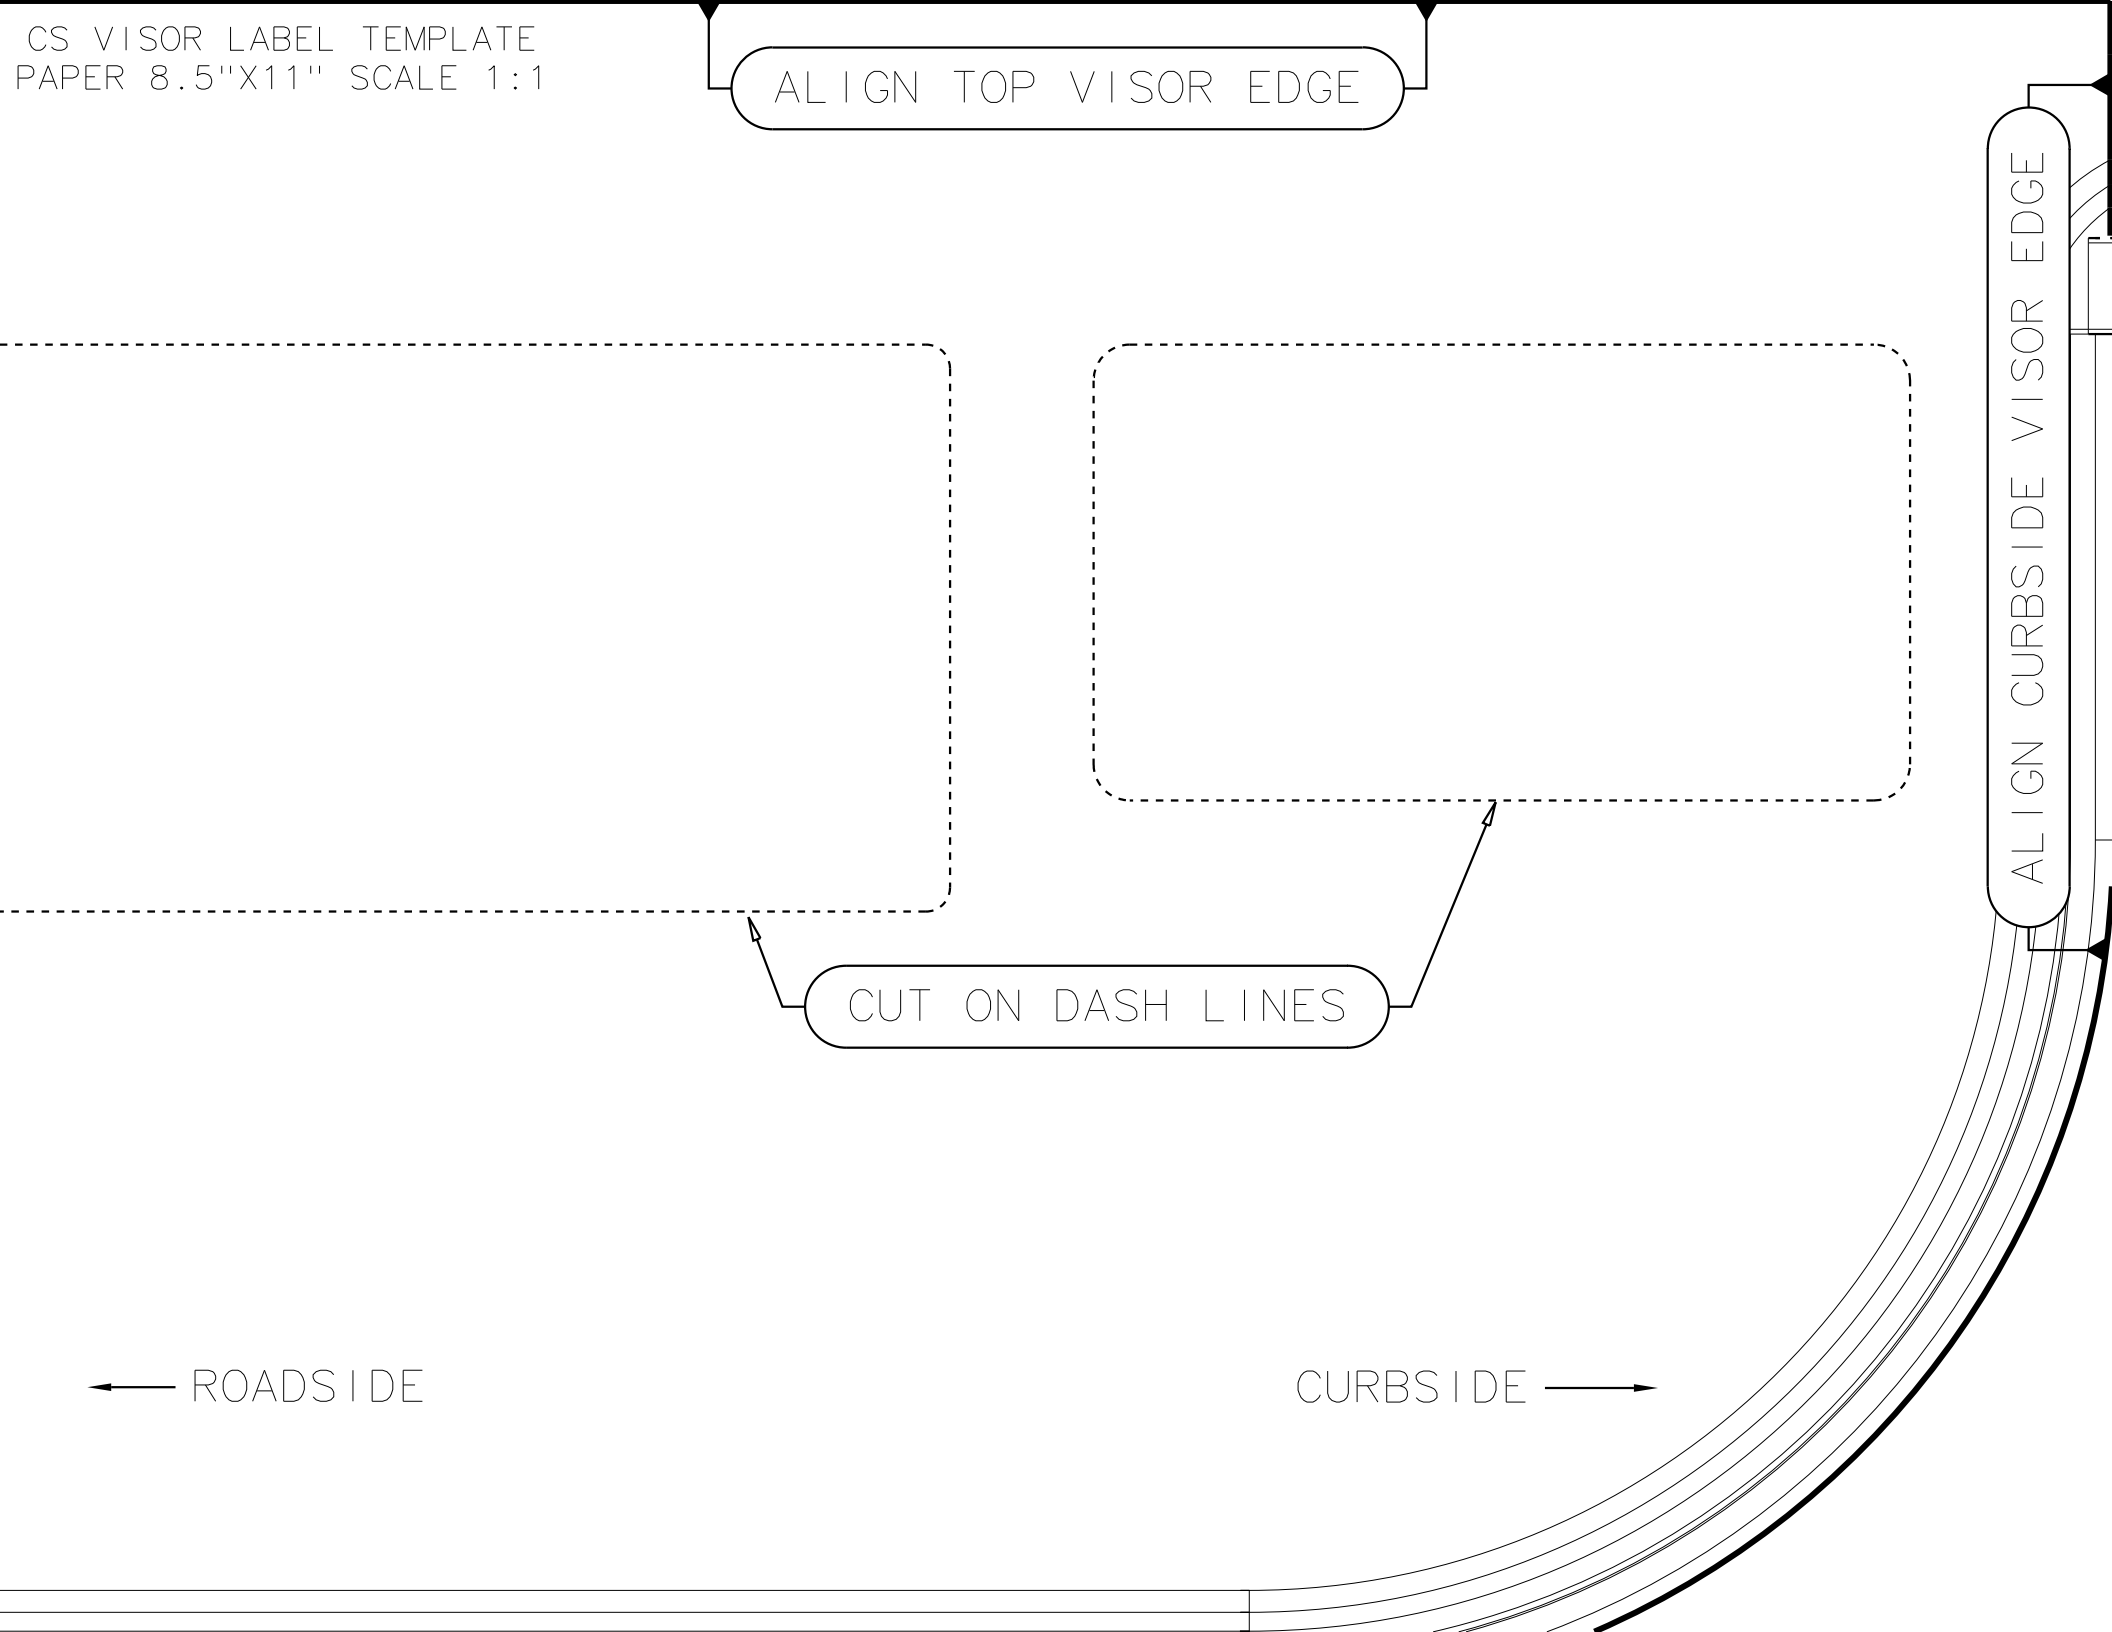 CS VISOR LABEL TEMPLATE
PAPER 8.5"X11" SCALE 1:1
ALIGN TOP VISOR EDGE
ALIGN CURBSIDE VISOR EDGE
CUT ON DASH LINES
ROADSIDE
CURBSIDE